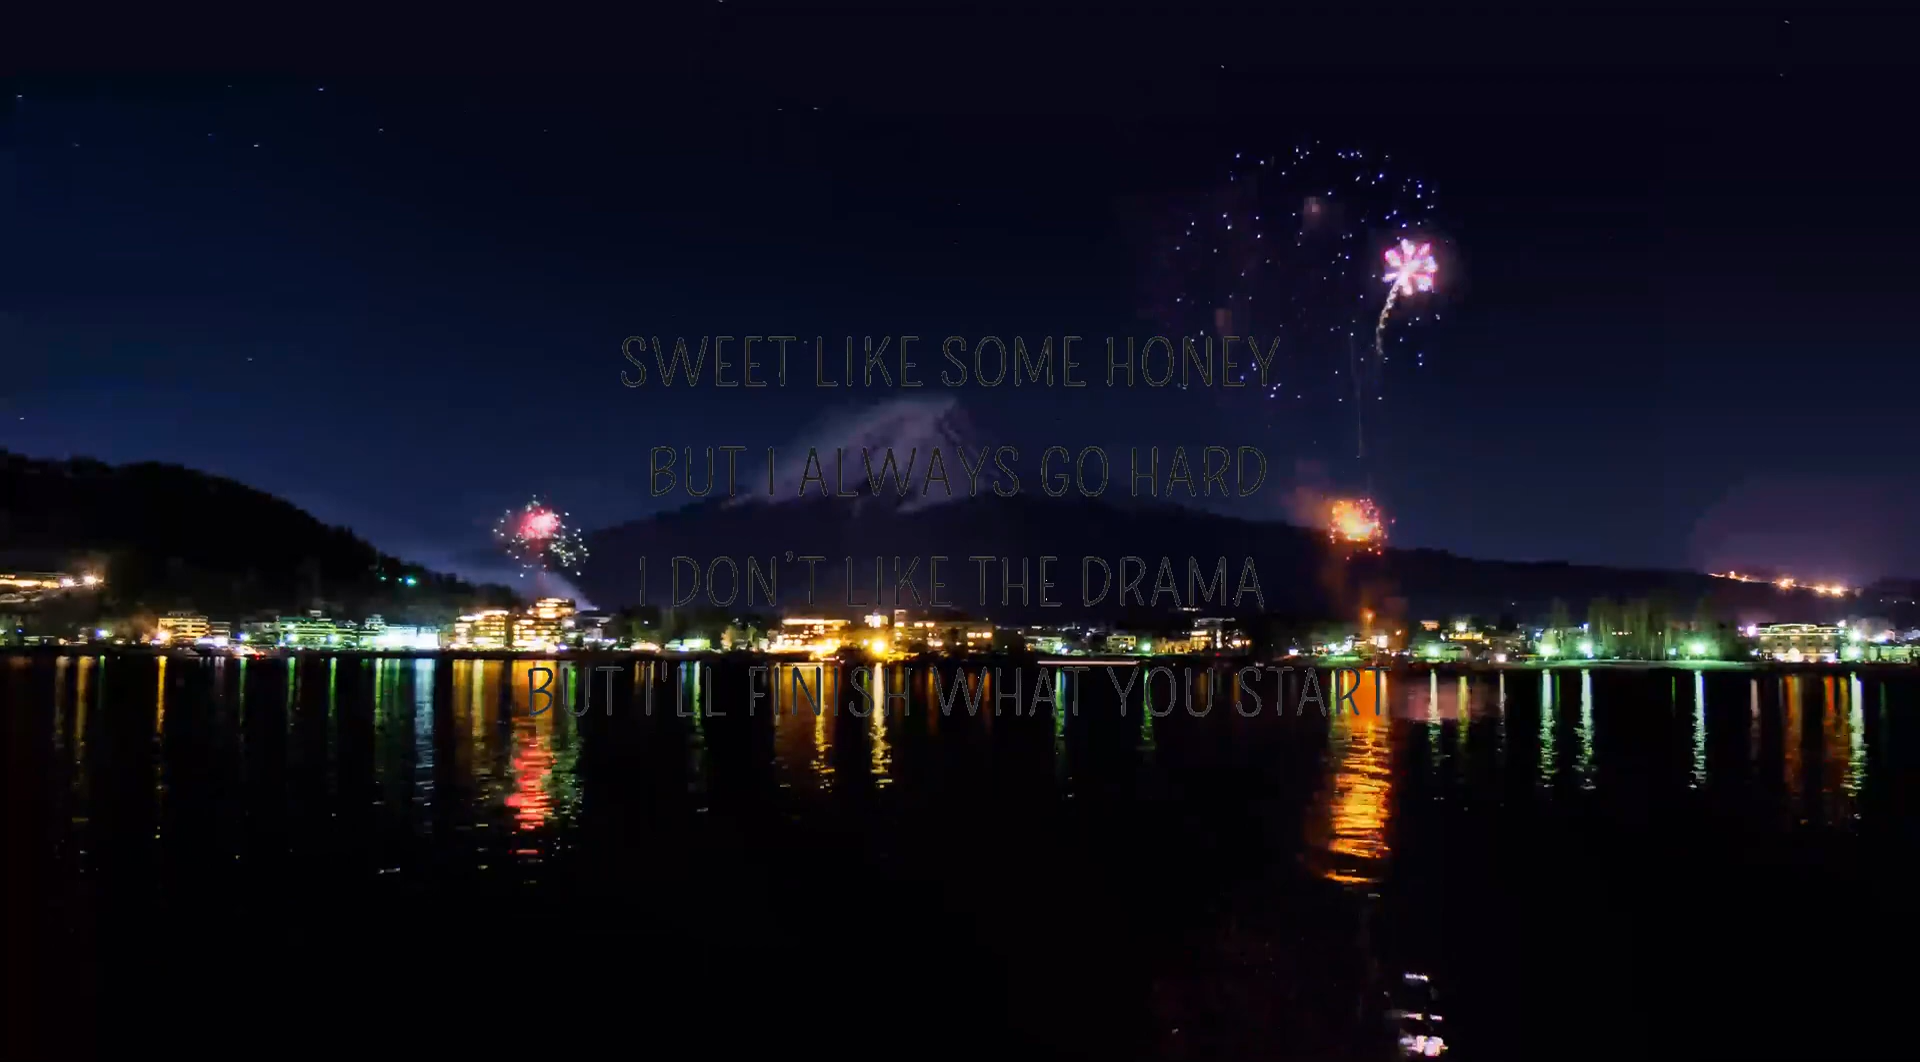 SWEET LIKE SOME HONEY
BUT I ALWAYS GO HARD
I DON’T LIKE THE DRAMA
BUT I'LL FINISH WHAT YOU START